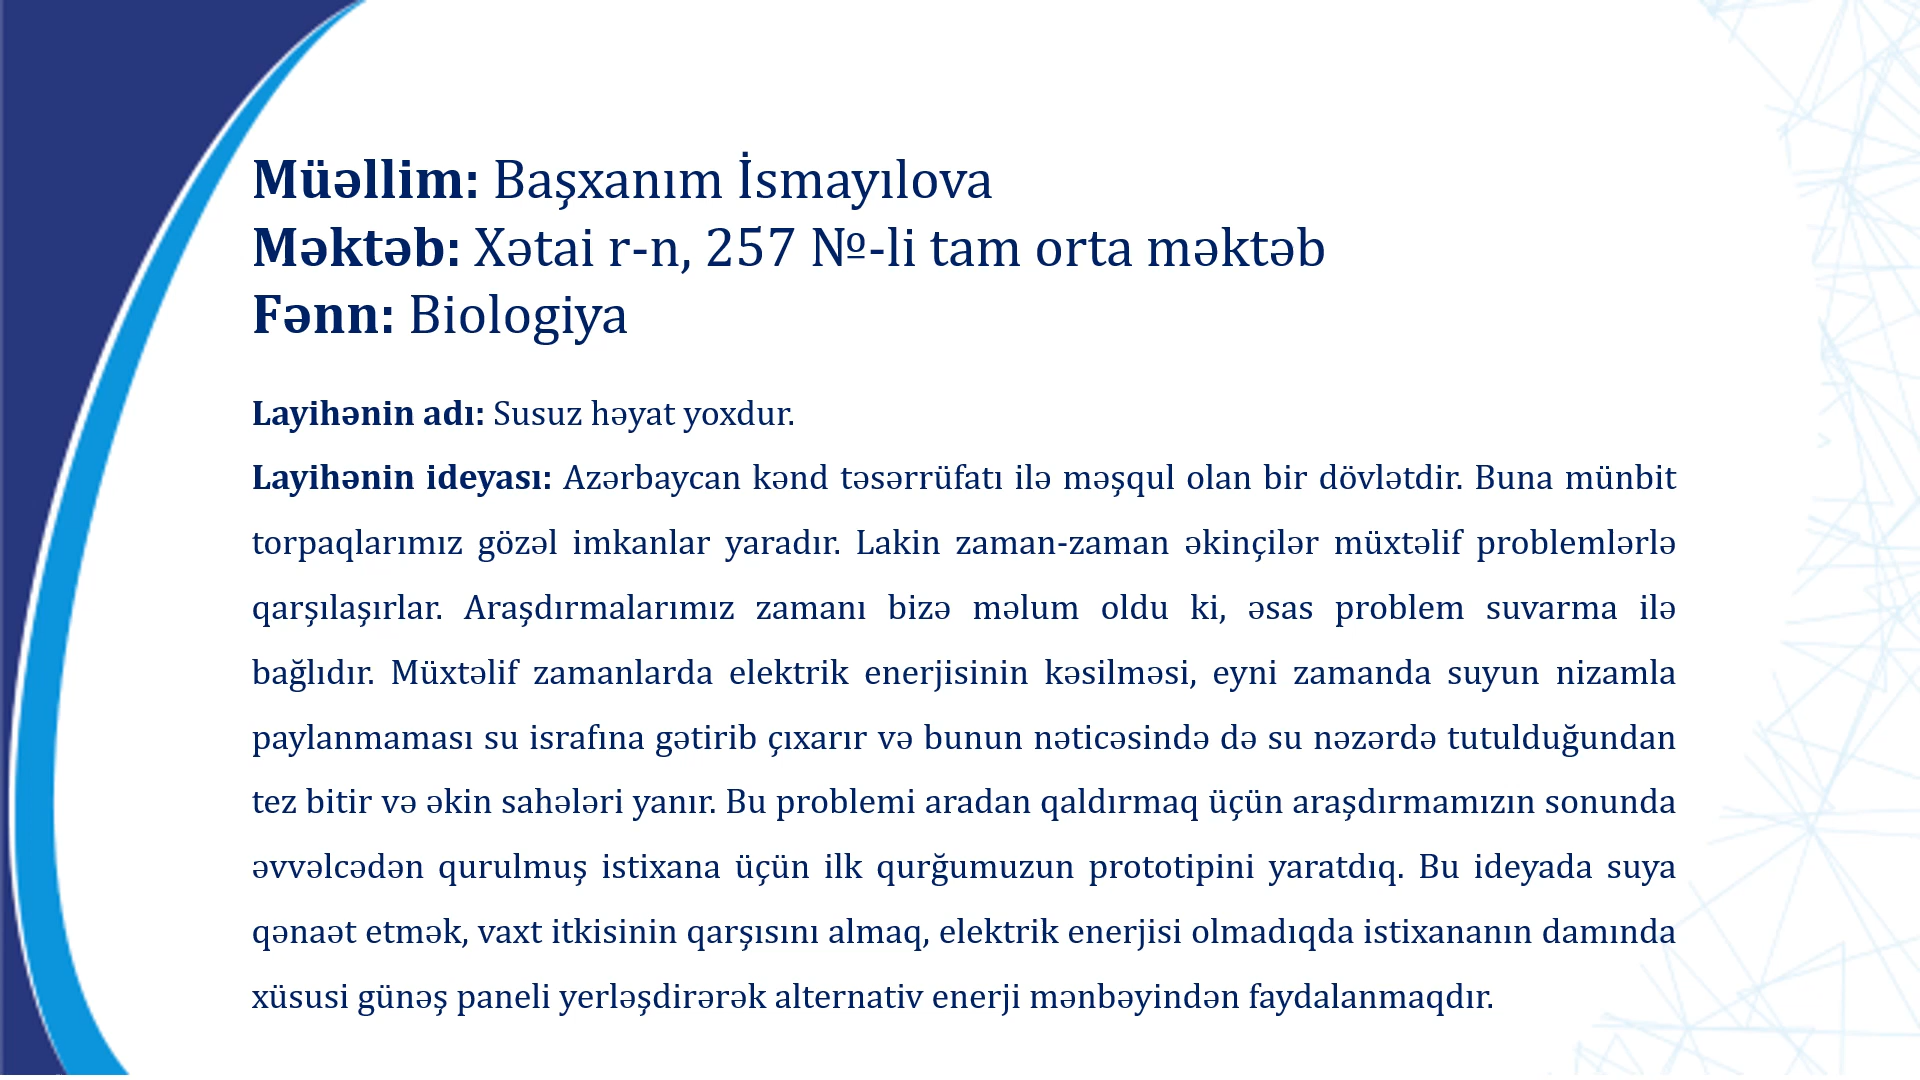 Müəllim: Başxanım İsmayılova
Məktəb: Xətai r-n, 257 №-li tam orta məktəb
Fənn: Biologiya
Layihənin adı: Susuz həyat yoxdur.
Layihənin ideyası: Azərbaycan kənd təsərrüfatı ilə məşqul olan bir dövlətdir. Buna münbit
torpaqlarımız gözəl imkanlar yaradır. Lakin zaman-zaman əkinçilər müxtəlif problemlərlə
qarşılaşırlar. Araşdırmalarımız zamanı bizə məlum oldu ki, əsas problem suvarma ilə
bağlıdır. Müxtəlif zamanlarda elektrik enerjisinin kəsilməsi, eyni zamanda suyun nizamla
paylanmaması su israfına gətirib çıxarır və bunun nəticəsində də su nəzərdə tutulduğundan
tez bitir və əkin sahələri yanır. Bu problemi aradan qaldırmaq üçün araşdırmamızın sonunda
əvvəlcədən qurulmuş istixana üçün ilk qurğumuzun prototipini yaratdıq. Bu ideyada suya
qənaət etmək, vaxt itkisinin qarşısını almaq, elektrik enerjisi olmadıqda istixananın damında
xüsusi günəş paneli yerləşdirərək alternativ enerji mənbəyindən faydalanmaqdır.